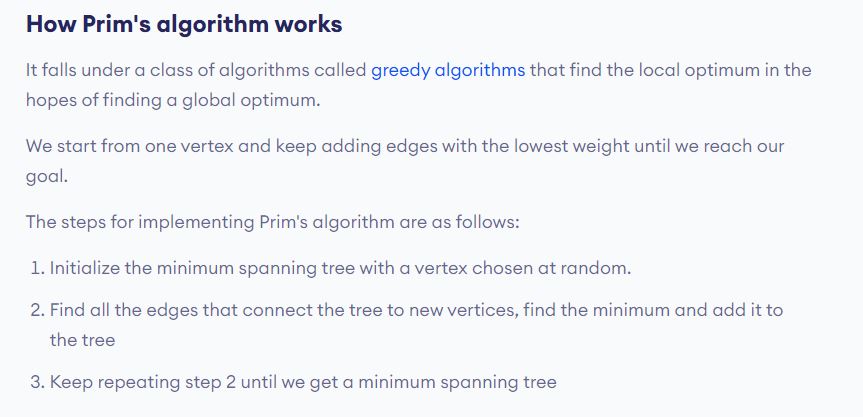 How Prim's algorithm works
It falls under a class of algorithms called greedy algorithms that find the local optimum in the
hopes of finding a global optimum.
We start from one vertex and keep adding edges with the lowest weight until we reach our
goal.
The steps for implementing Prim's algorithm are as follows:
1. Initialize the minimum spanning tree with a vertex chosen at random.
2. Find all the edges that connect the tree to new vertices, find the minimum and add it to
the tree
3. Keep repeating step 2 until we get a minimum spanning tree